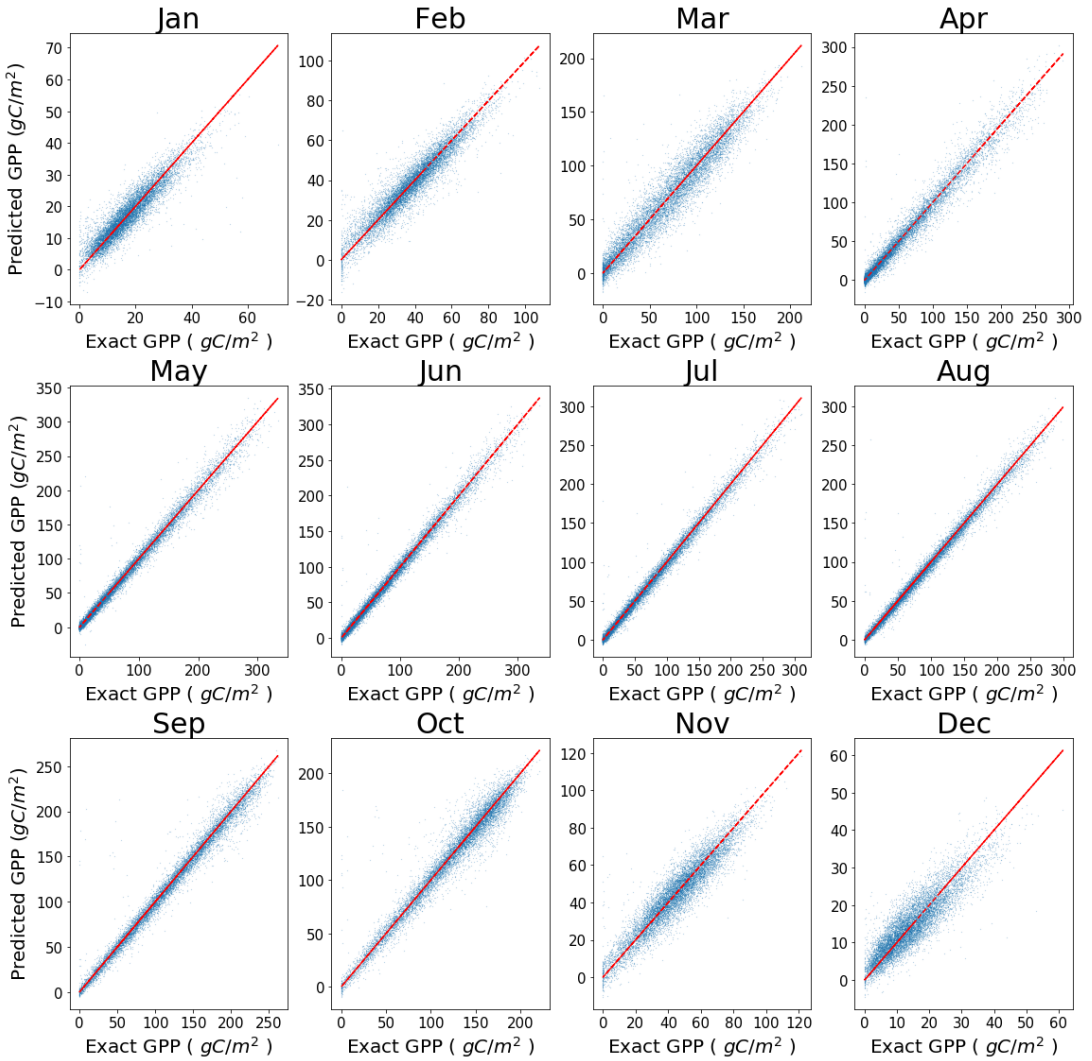 Jan Feb Mar Apr
Predicted GPP (gC/m²)
70
60
50
40
30
20
10
0
−10
0 20 40 60
Exact GPP ( gC/m² )
100
80
60
40
20
0
−20
0 20 40 60 80 100
Exact GPP ( gC/m² )
200
150
100
50
0
0 50 100 150 200
Exact GPP ( gC/m² )
300
250
200
150
100
50
0
0 50 100 150 200 250 300
Exact GPP ( gC/m² )
May Jun Jul Aug
Predicted GPP (gC/m²)
350
300
250
200
150
100
50
0
0 100 200 300
Exact GPP ( gC/m² )
350
300
250
200
150
100
50
0
0 100 200 300
Exact GPP ( gC/m² )
300
250
200
150
100
50
0
0 50 100 150 200 250 300
Exact GPP ( gC/m² )
300
250
200
150
100
50
0
0 50 100 150 200 250 300
Exact GPP ( gC/m² )
Sep Oct Nov Dec
Predicted GPP (gC/m²)
250
200
150
100
50
0
0 50 100 150 200 250
Exact GPP ( gC/m² )
200
150
100
50
0
0 50 100 150 200
Exact GPP ( gC/m² )
120
100
80
60
40
20
0
0 20 40 60 80 100 120
Exact GPP ( gC/m² )
60
50
40
30
20
10
0
0 10 20 30 40 50 60
Exact GPP ( gC/m² )